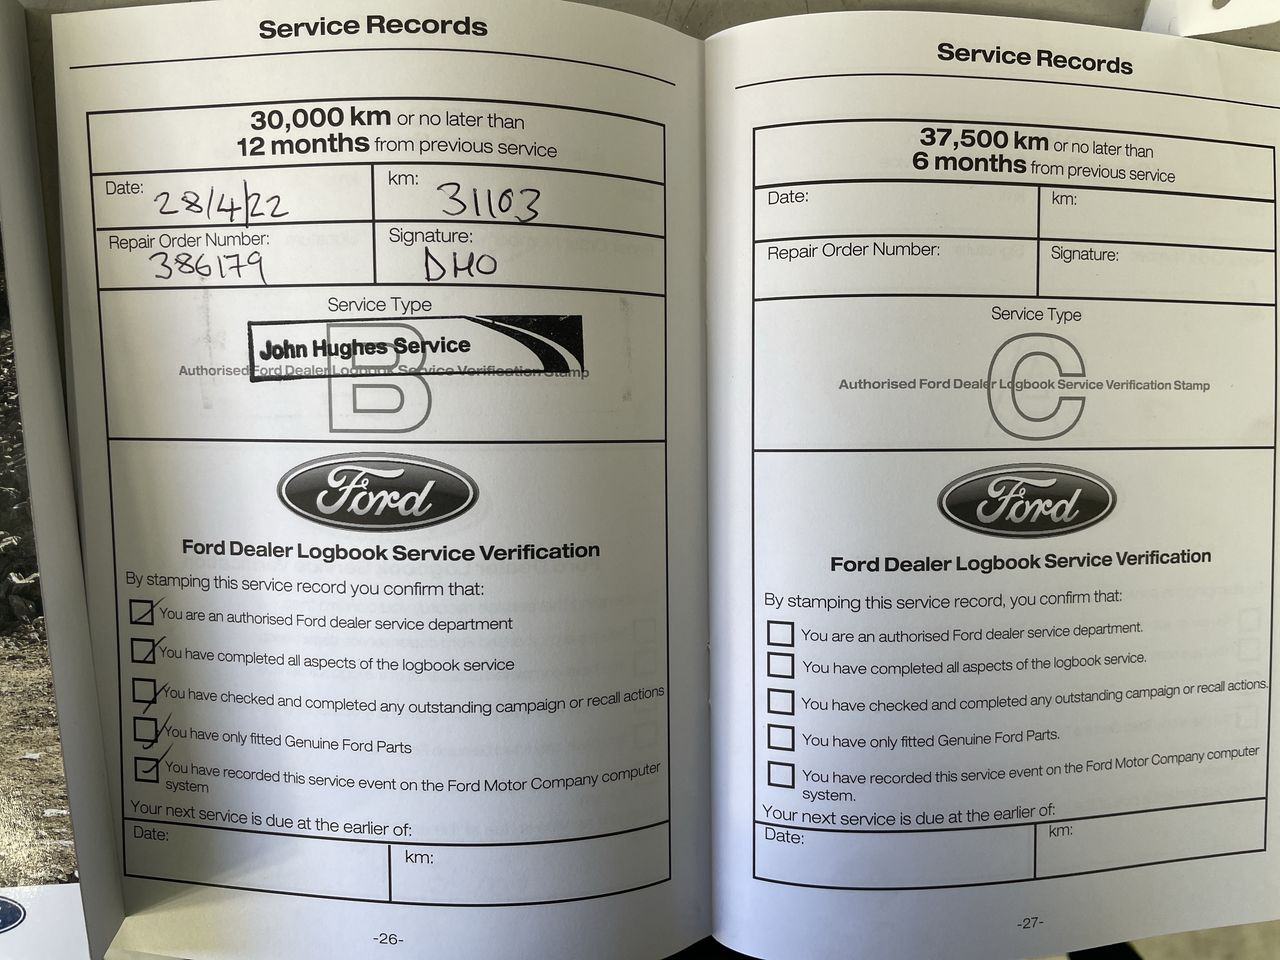 Service Records
30,000 km or no later than
12 months from previous service
Date: 28/4/22
km: 31103
Repair Order Number:
386179
Signature:
DHO
Service Type
B
John Hughes Service
Authorised Ford Dealer Logbook Service Verification Stamp
Ford
Ford Dealer Logbook Service Verification
By stamping this service record you confirm that:
You are an authorised Ford dealer service department
You have completed all aspects of the logbook service
You have checked and completed any outstanding campaign or recall actions
You have only fitted Genuine Ford Parts
You have recorded this service event on the Ford Motor Company computer
system
Your next service is due at the earlier of:
Date:
km:
-26-
Service Records
37,500 km or no later than
6 months from previous service
Date:
km:
Repair Order Number:
Signature:
Service Type
C
Authorised Ford Dealer Logbook Service Verification Stamp
Ford
Ford Dealer Logbook Service Verification
By stamping this service record, you confirm that:
You are an authorised Ford dealer service department.
You have completed all aspects of the logbook service.
You have checked and completed any outstanding campaign or recall actions.
You have only fitted Genuine Ford Parts.
You have recorded this service event on the Ford Motor Company computer
system.
Your next service is due at the earlier of:
Date:
km:
-27-